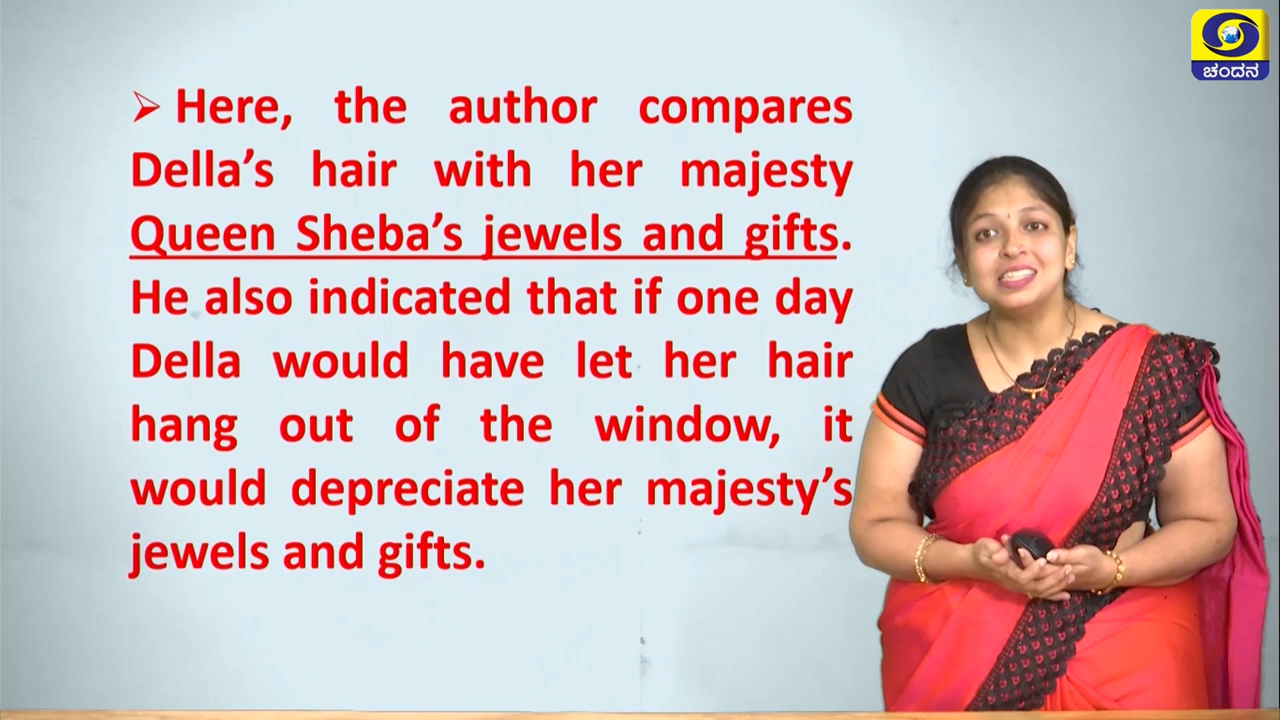 ಚಂದನ
➢ Here, the author compares
Della’s hair with her majesty
Queen Sheba’s jewels and gifts.
He also indicated that if one day
Della would have let her hair
hang out of the window, it
would depreciate her majesty’s
jewels and gifts.